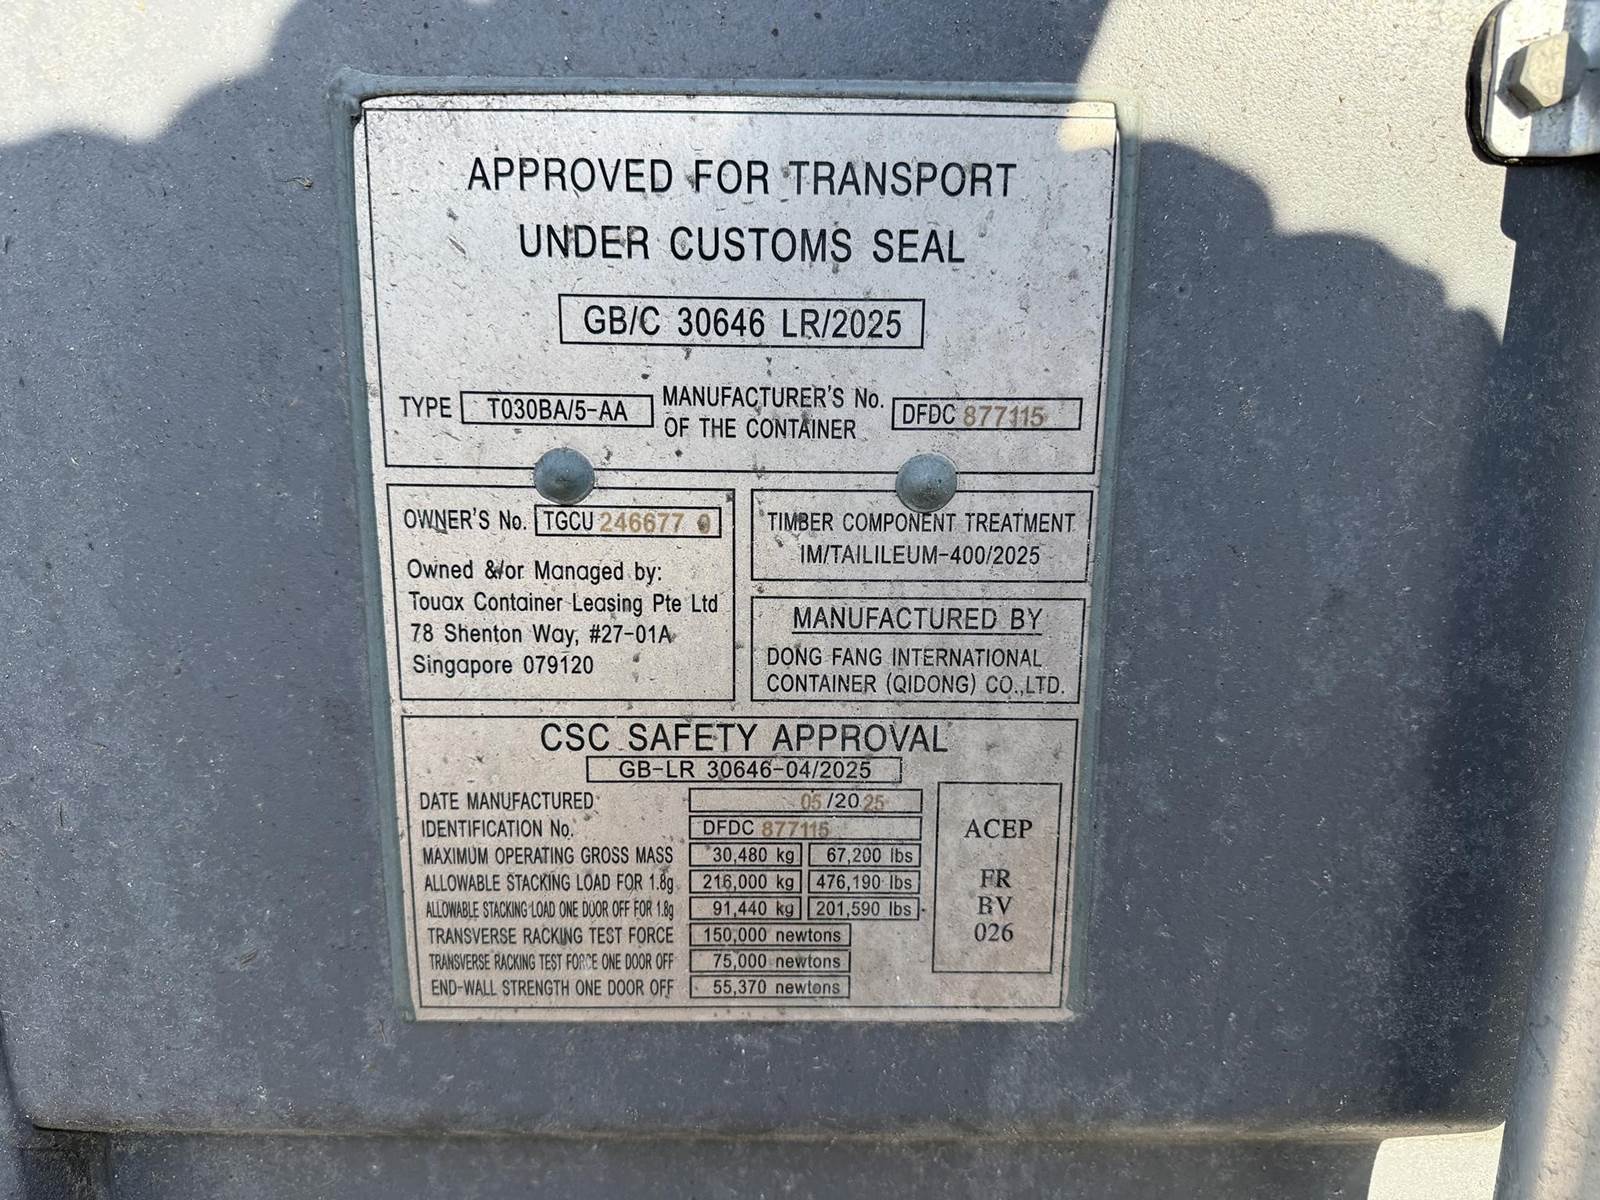 APPROVED FOR TRANSPORT
UNDER CUSTOMS SEAL
GB/C 30646 LR/2025
TYPE T030BA/5-AA
MANUFACTURER'S No.
OF THE CONTAINER
DFDC 877115
OWNER'S No. TGCU 246677 0
Owned &/or Managed by:
Touax Container Leasing Pte Ltd
78 Shenton Way, #27-01A
Singapore 079120
TIMBER COMPONENT TREATMENT
IM/TAILILEUM-400/2025
MANUFACTURED BY
DONG FANG INTERNATIONAL
CONTAINER (QIDONG) CO.,LTD.
CSC SAFETY APPROVAL
GB-LR 30646-04/2025
DATE MANUFACTURED 05/2025
IDENTIFICATION No. DFDC 877115
MAXIMUM OPERATING GROSS MASS 30,480 kg 67,200 lbs
ALLOWABLE STACKING LOAD FOR 1.8g 216,000 kg 476,190 lbs
ALLOWABLE STACKING LOAD ONE DOOR OFF FOR 1.8g 91,440 kg 201,590 lbs
TRANSVERSE RACKING TEST FORCE 150,000 newtons
TRANSVERSE RACKING TEST FORCE ONE DOOR OFF 75,000 newtons
END-WALL STRENGTH ONE DOOR OFF 55,370 newtons
ACEP
FR
BV
026